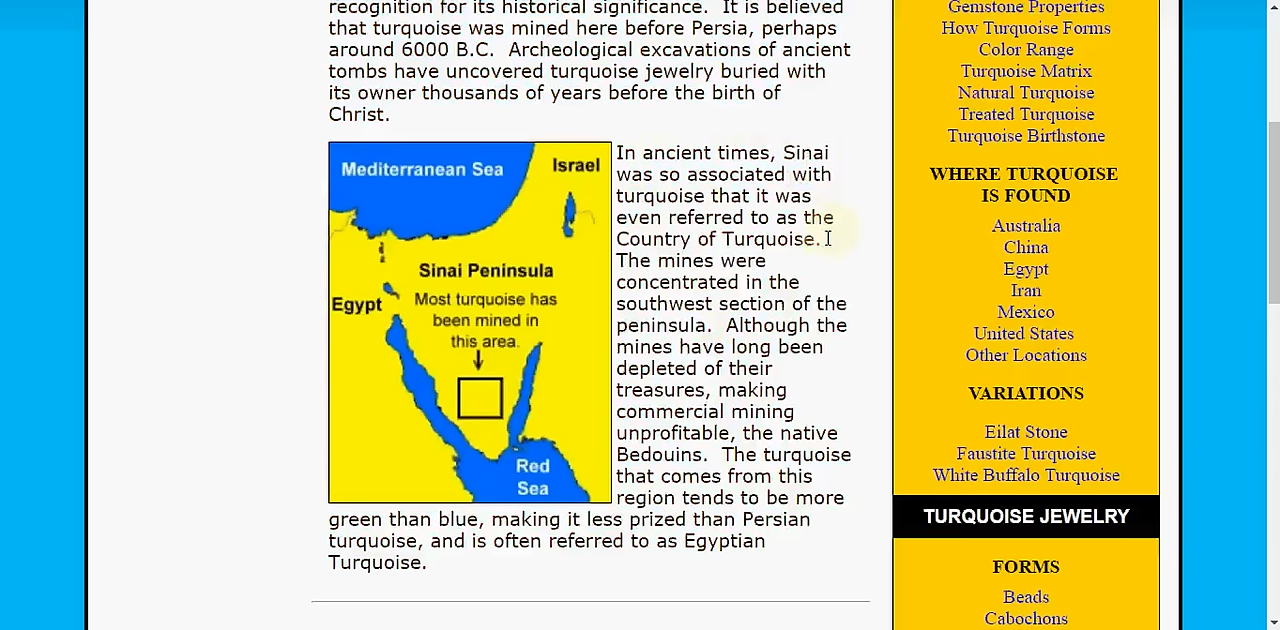 recognition for its historical significance.  It is believed
that turquoise was mined here before Persia, perhaps
around 6000 B.C.  Archeological excavations of ancient
tombs have uncovered turquoise jewelry buried with
its owner thousands of years before the birth of
Christ.
Mediterranean Sea
Israel
Sinai Peninsula
Egypt
Most turquoise has
been mined in
this area.
Red
Sea
In ancient times, Sinai
was so associated with
turquoise that it was
even referred to as the
Country of Turquoise.
The mines were
concentrated in the
southwest section of the
peninsula.  Although the
mines have long been
depleted of their
treasures, making
commercial mining
unprofitable, the native
Bedouins.  The turquoise
that comes from this
region tends to be more
green than blue, making it less prized than Persian
turquoise, and is often referred to as Egyptian
Turquoise.
Gemstone Properties
How Turquoise Forms
Color Range
Turquoise Matrix
Natural Turquoise
Treated Turquoise
Turquoise Birthstone
WHERE TURQUOISE
IS FOUND
Australia
China
Egypt
Iran
Mexico
United States
Other Locations
VARIATIONS
Eilat Stone
Faustite Turquoise
White Buffalo Turquoise
TURQUOISE JEWELRY
FORMS
Beads
Cabochons